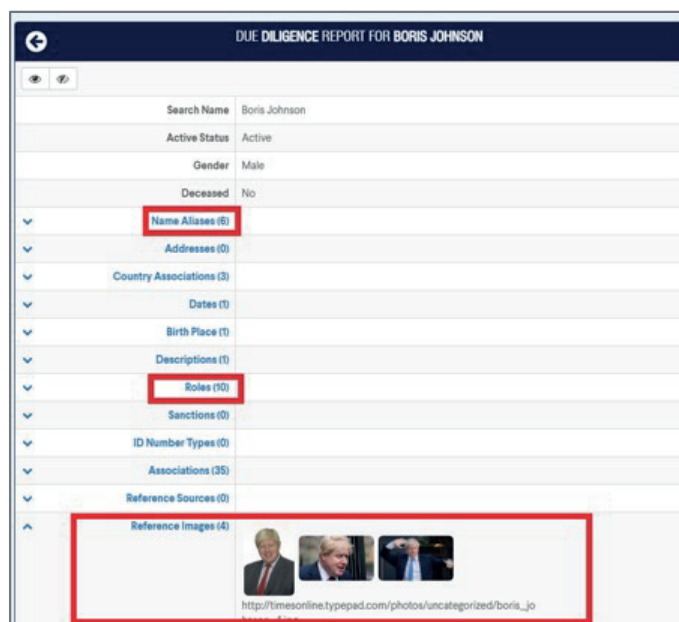 DUE DILIGENCE REPORT FOR BORIS JOHNSON
Search Name Boris Johnson
Active Status Active
Gender Male
Deceased No
Name Aliases (6)
Addresses (0)
Country Associations (3)
Dates (1)
Birth Place (1)
Descriptions (1)
Roles (10)
Sanctions (0)
ID Number Types (0)
Associations (35)
Reference Sources (0)
Reference Images (4)
http://timesonline.typepad.com/photos/uncategorized/boris_jo